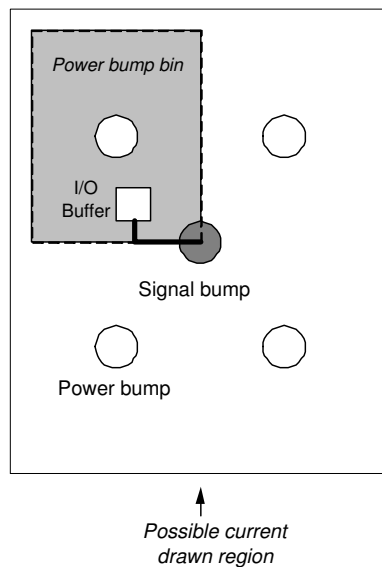 Power bump bin
I/O
Buffer
Signal bump
Power bump
Possible current
drawn region